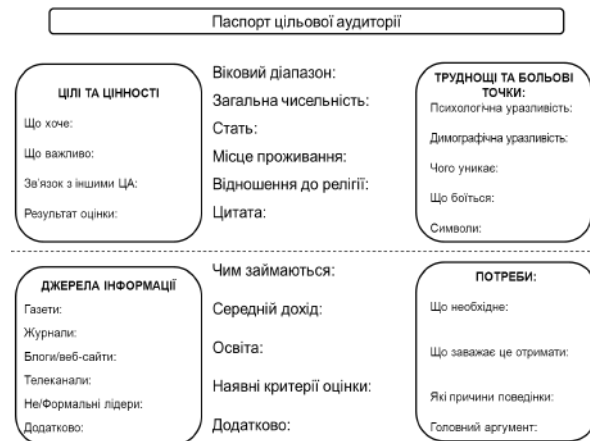 Паспорт цільової аудиторії
ЦІЛІ ТА ЦІННОСТІ
Що хоче:
Що важливо:
Зв'язок з іншими ЦА:
Результат оцінки:
Віковий діапазон:
Загальна чисельність:
Стать:
Місце проживання:
Відношення до релігії:
Цитата:
ТРУДНОЩІ ТА БОЛЬОВІ
ТОЧКИ:
Психологічна уразливість:
Димографічна уразливість:
Чого уникає:
Що боїться:
Символи:
ДЖЕРЕЛА ІНФОРМАЦІЇ
Газети:
Журнали:
Блоги/веб-сайти:
Телеканали:
Не/Формальні лідери:
Додатково:
Чим займаються:
Середній дохід:
Освіта:
Наявні критерії оцінки:
Додатково:
ПОТРЕБИ:
Що необхідне:
Що заважає це отримати:
Які причини поведінки:
Головний аргумент: